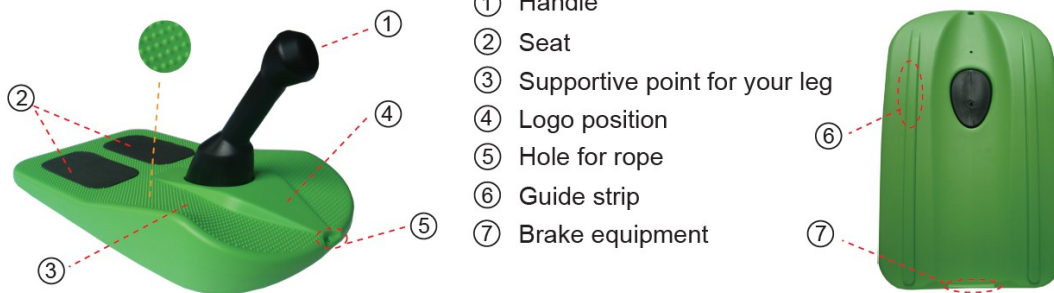 ① Handle
② Seat
③ Supportive point for your leg
④ Logo position
⑤ Hole for rope
⑥ Guide strip
⑦ Brake equipment
①
②
④
⑤
③
⑥
⑦